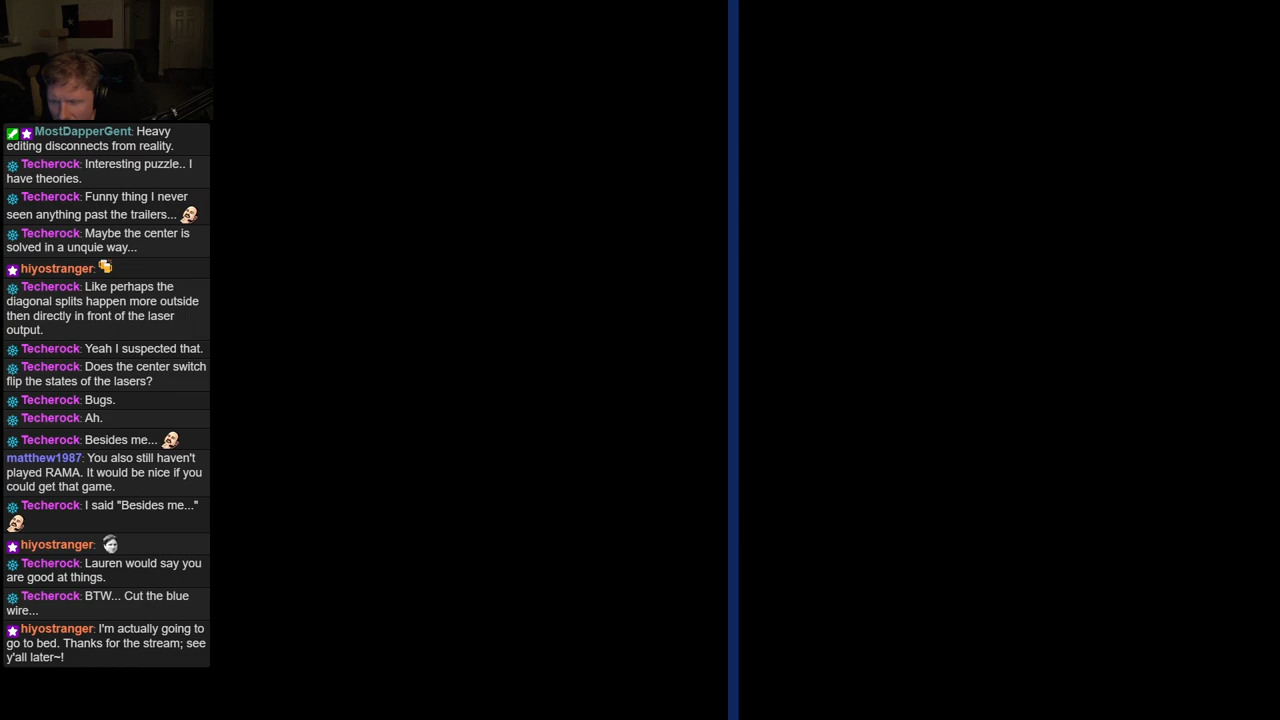 MostDapperGent: Heavy
editing disconnects from reality.
Techerock: Interesting puzzle.. I
have theories.
Techerock: Funny thing I never
seen anything past the trailers...
Techerock: Maybe the center is
solved in a unquie way...
hiyostranger:
Techerock: Like perhaps the
diagonal splits happen more outside
then directly in front of the laser
output.
Techerock: Yeah I suspected that.
Techerock: Does the center switch
flip the states of the lasers?
Techerock: Bugs.
Techerock: Ah.
Techerock: Besides me...
matthew1987: You also still haven't
played RAMA. It would be nice if you
could get that game.
Techerock: I said "Besides me..."
hiyostranger:
Techerock: Lauren would say you
are good at things.
Techerock: BTW... Cut the blue
wire...
hiyostranger: I'm actually going to
go to bed. Thanks for the stream; see
y'all later~!